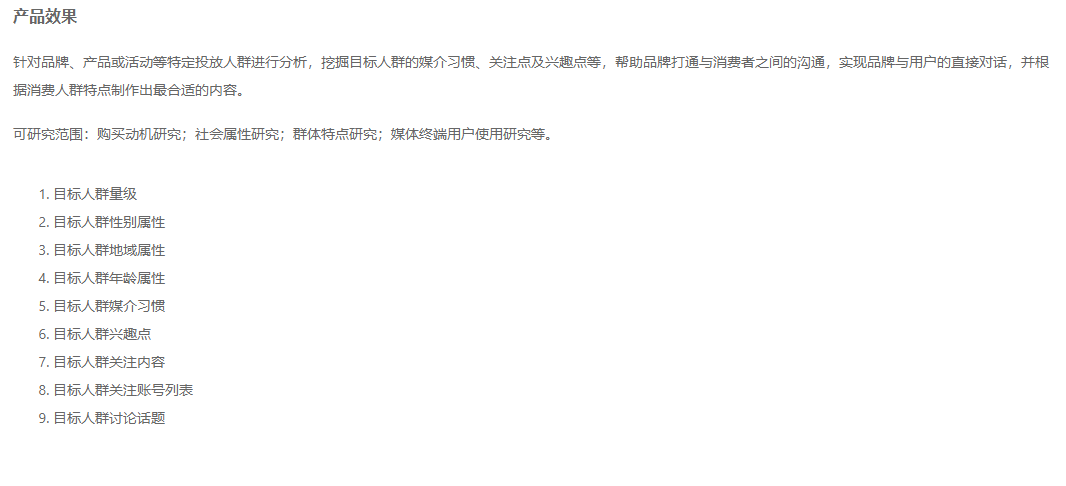 产品效果
针对品牌、产品或活动等特定投放人群进行分析，挖掘目标人群的媒介习惯、关注点及兴趣点等，帮助品牌打通与消费者之间的沟通，实现品牌与用户的直接对话，并根
据消费人群特点制作出最合适的内容。
可研究范围：购买动机研究；社会属性研究；群体特点研究；媒体终端用户使用研究等。
1. 目标人群量级
2. 目标人群性别属性
3. 目标人群地域属性
4. 目标人群年龄属性
5. 目标人群媒介习惯
6. 目标人群兴趣点
7. 目标人群关注内容
8. 目标人群关注账号列表
9. 目标人群讨论话题